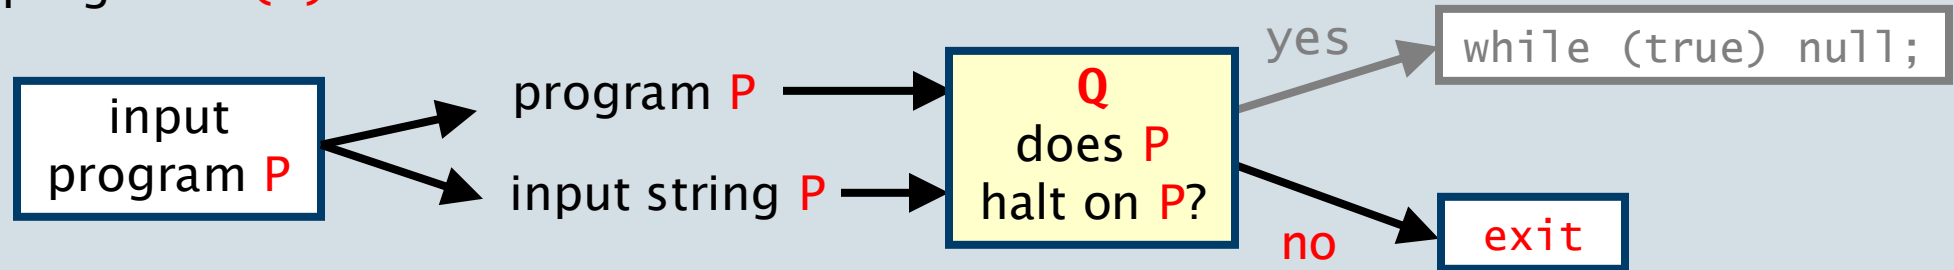 input
program P
program P
input string P
Q
does P
halt on P?
yes
while (true) null;
no
exit